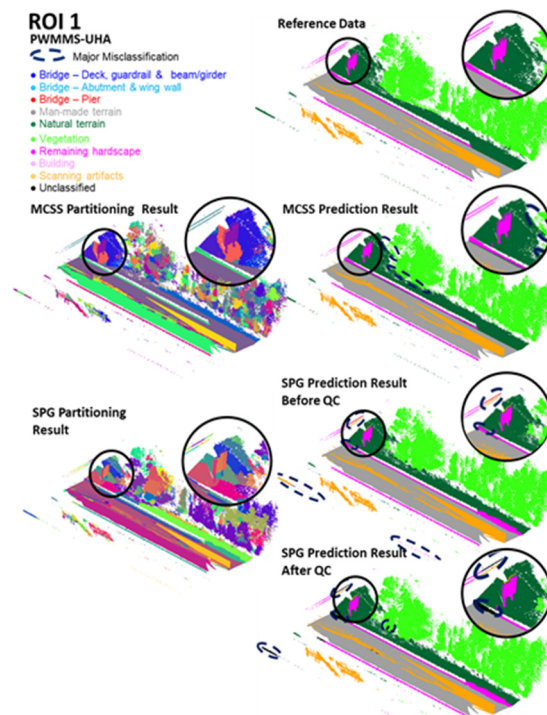 ROI 1
PWMMS-UHA
Major Misclassification
Bridge – Deck, guardrail & beam/girder
Bridge – Abutment & wing wall
Bridge – Pier
Man-made terrain
Natural terrain
Vegetation
Remaining hardscape
Building
Scanning artifacts
Unclassified
Reference Data
MCSS Partitioning Result
MCSS Prediction Result
SPG Partitioning
Result
SPG Prediction Result
Before QC
SPG Prediction Result
After QC